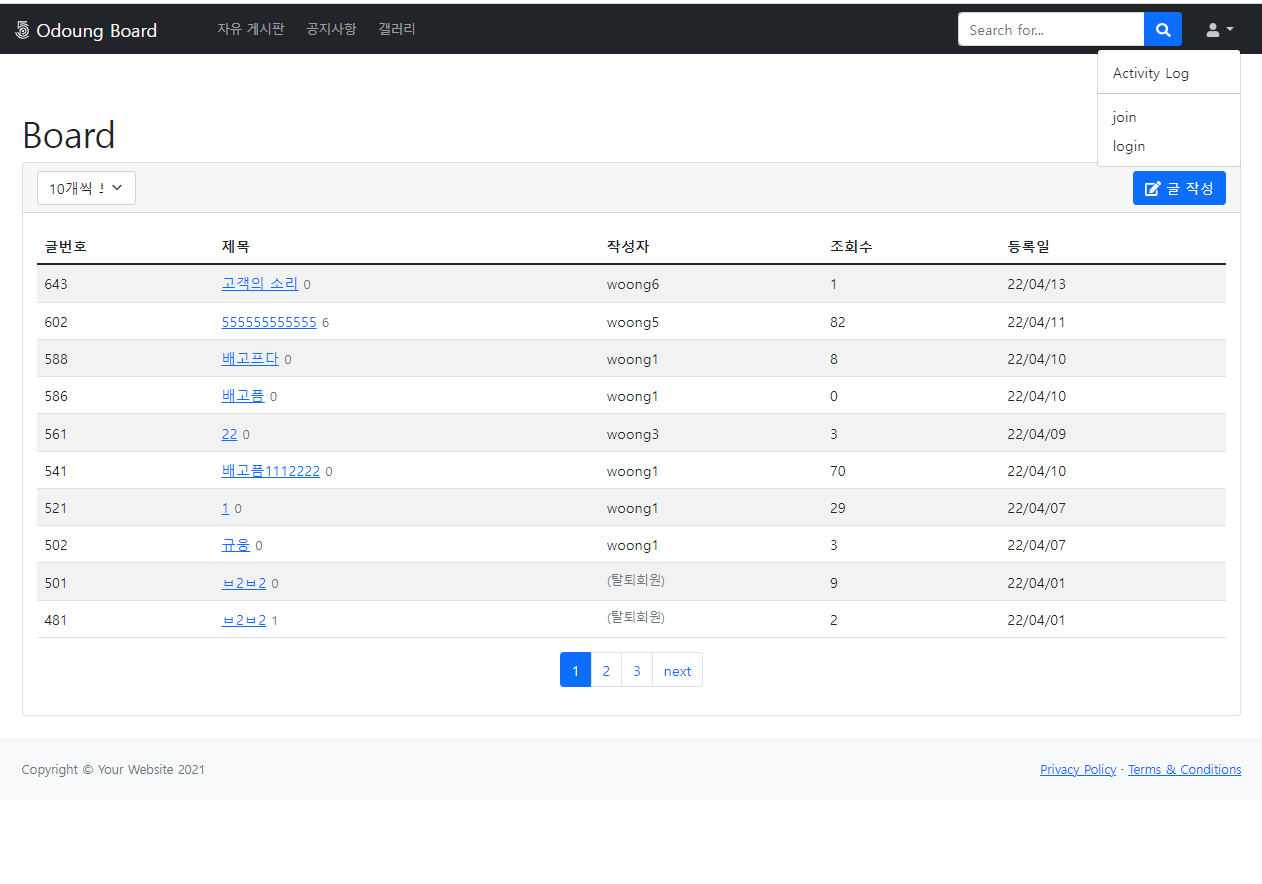 Odoung Board 자유 게시판 공지사항 갤러리 Search for...
Activity Log
join
login
Board
10개씩 글 작성
글번호 제목 작성자 조회수 등록일
643 고객의 소리 0 woong6 1 22/04/13
602 555555555555 6 woong5 82 22/04/11
588 배고프다 0 woong1 8 22/04/10
586 배고픔 0 woong1 0 22/04/10
561 22 0 woong3 3 22/04/09
541 배고픔1112222 0 woong1 70 22/04/10
521 1 0 woong1 29 22/04/07
502 규웅 0 woong1 3 22/04/07
501 ㅂ2ㅂ2 0 (탈퇴회원) 9 22/04/01
481 ㅂ2ㅂ2 1 (탈퇴회원) 2 22/04/01
1 2 3 next
Copyright © Your Website 2021 Privacy Policy · Terms & Conditions